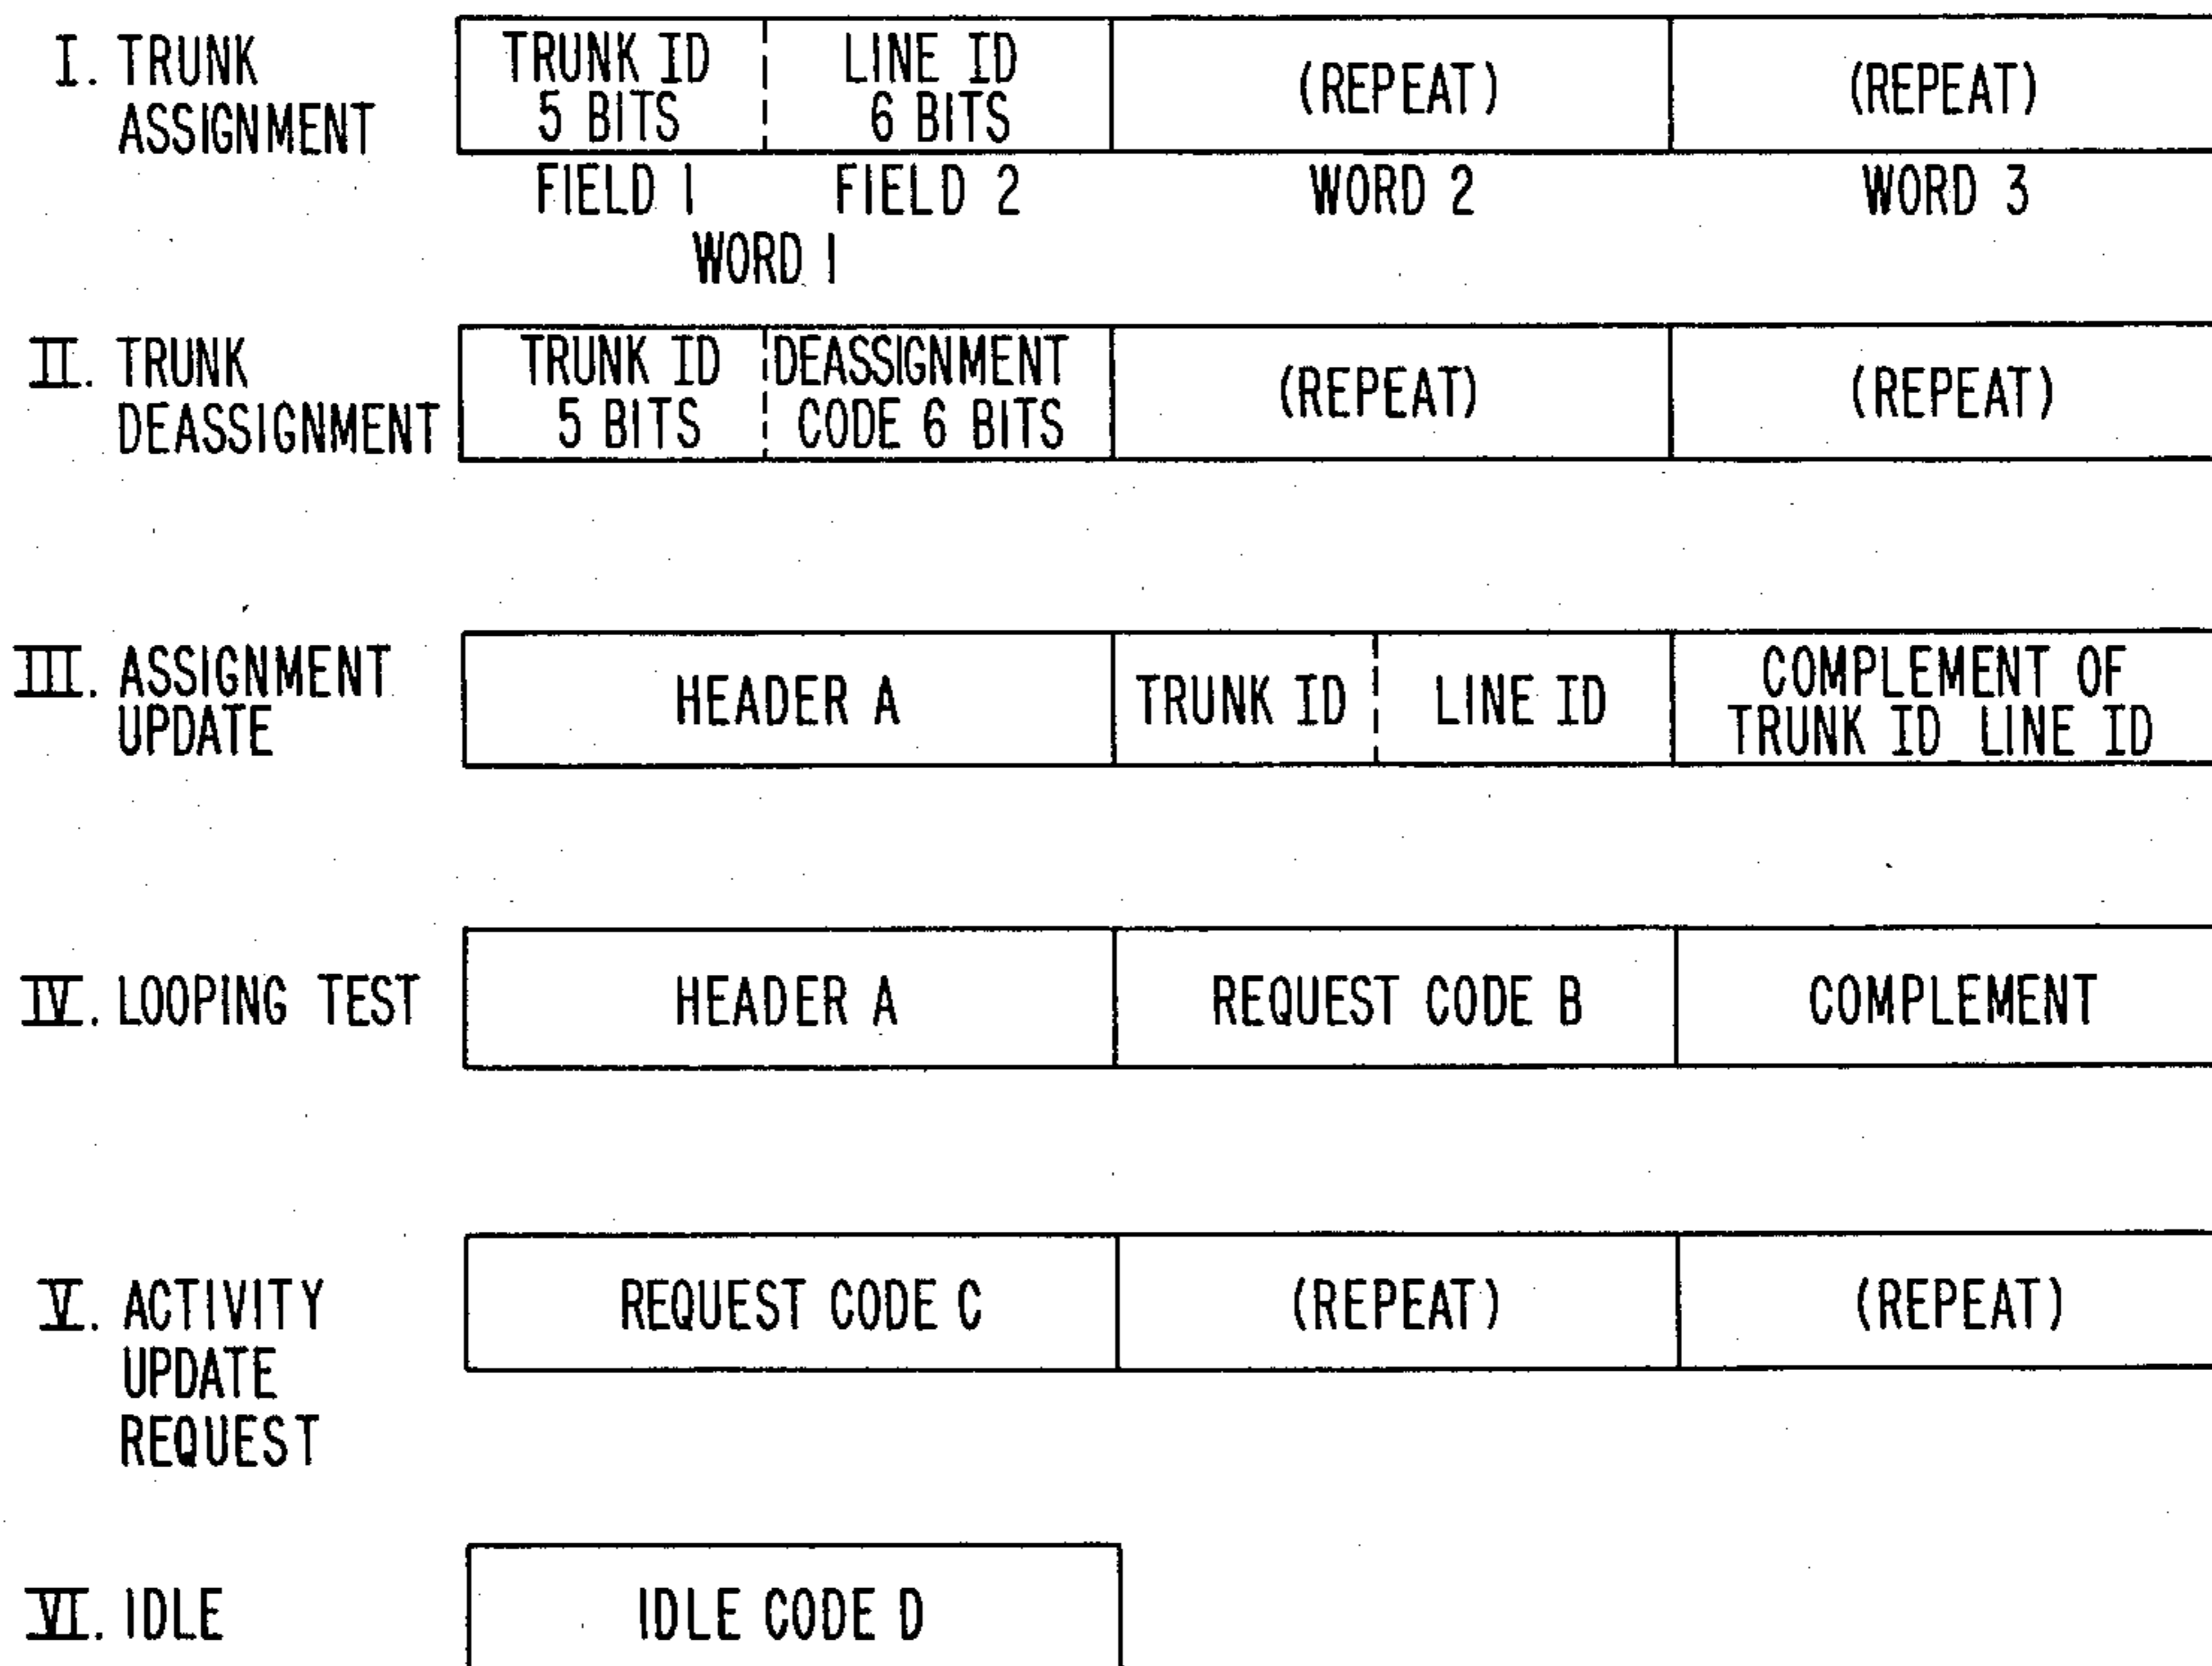 I. TRUNK ASSIGNMENT
TRUNK ID 5 BITS
LINE ID 6 BITS
(REPEAT)
(REPEAT)
FIELD 1
FIELD 2
WORD 2
WORD 3
WORD 1
II. TRUNK DEASSIGNMENT
TRUNK ID 5 BITS
DEASSIGNMENT CODE 6 BITS
(REPEAT)
(REPEAT)
III. ASSIGNMENT UPDATE
HEADER A
TRUNK ID
LINE ID
COMPLEMENT OF TRUNK ID LINE ID
IV. LOOPING TEST
HEADER A
REQUEST CODE B
COMPLEMENT
V. ACTIVITY UPDATE REQUEST
REQUEST CODE C
(REPEAT)
(REPEAT)
VI. IDLE
IDLE CODE D